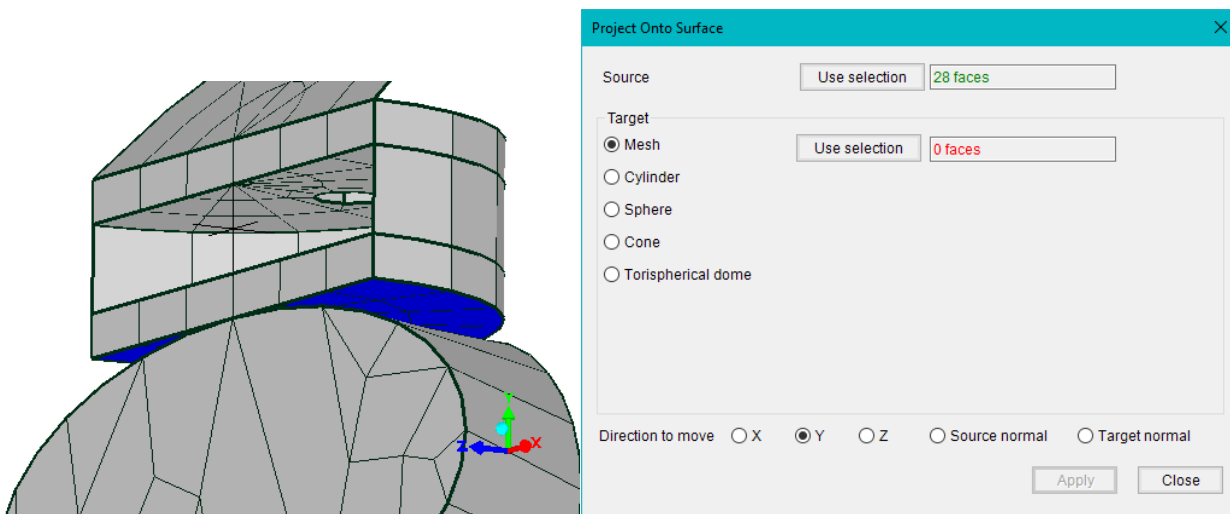 Project Onto Surface
Source Use selection 28 faces
Target
Mesh Use selection 0 faces
Cylinder
Sphere
Cone
Torispherical dome
Y
Z X
Direction to move X Y Z Source normal Target normal
Apply Close